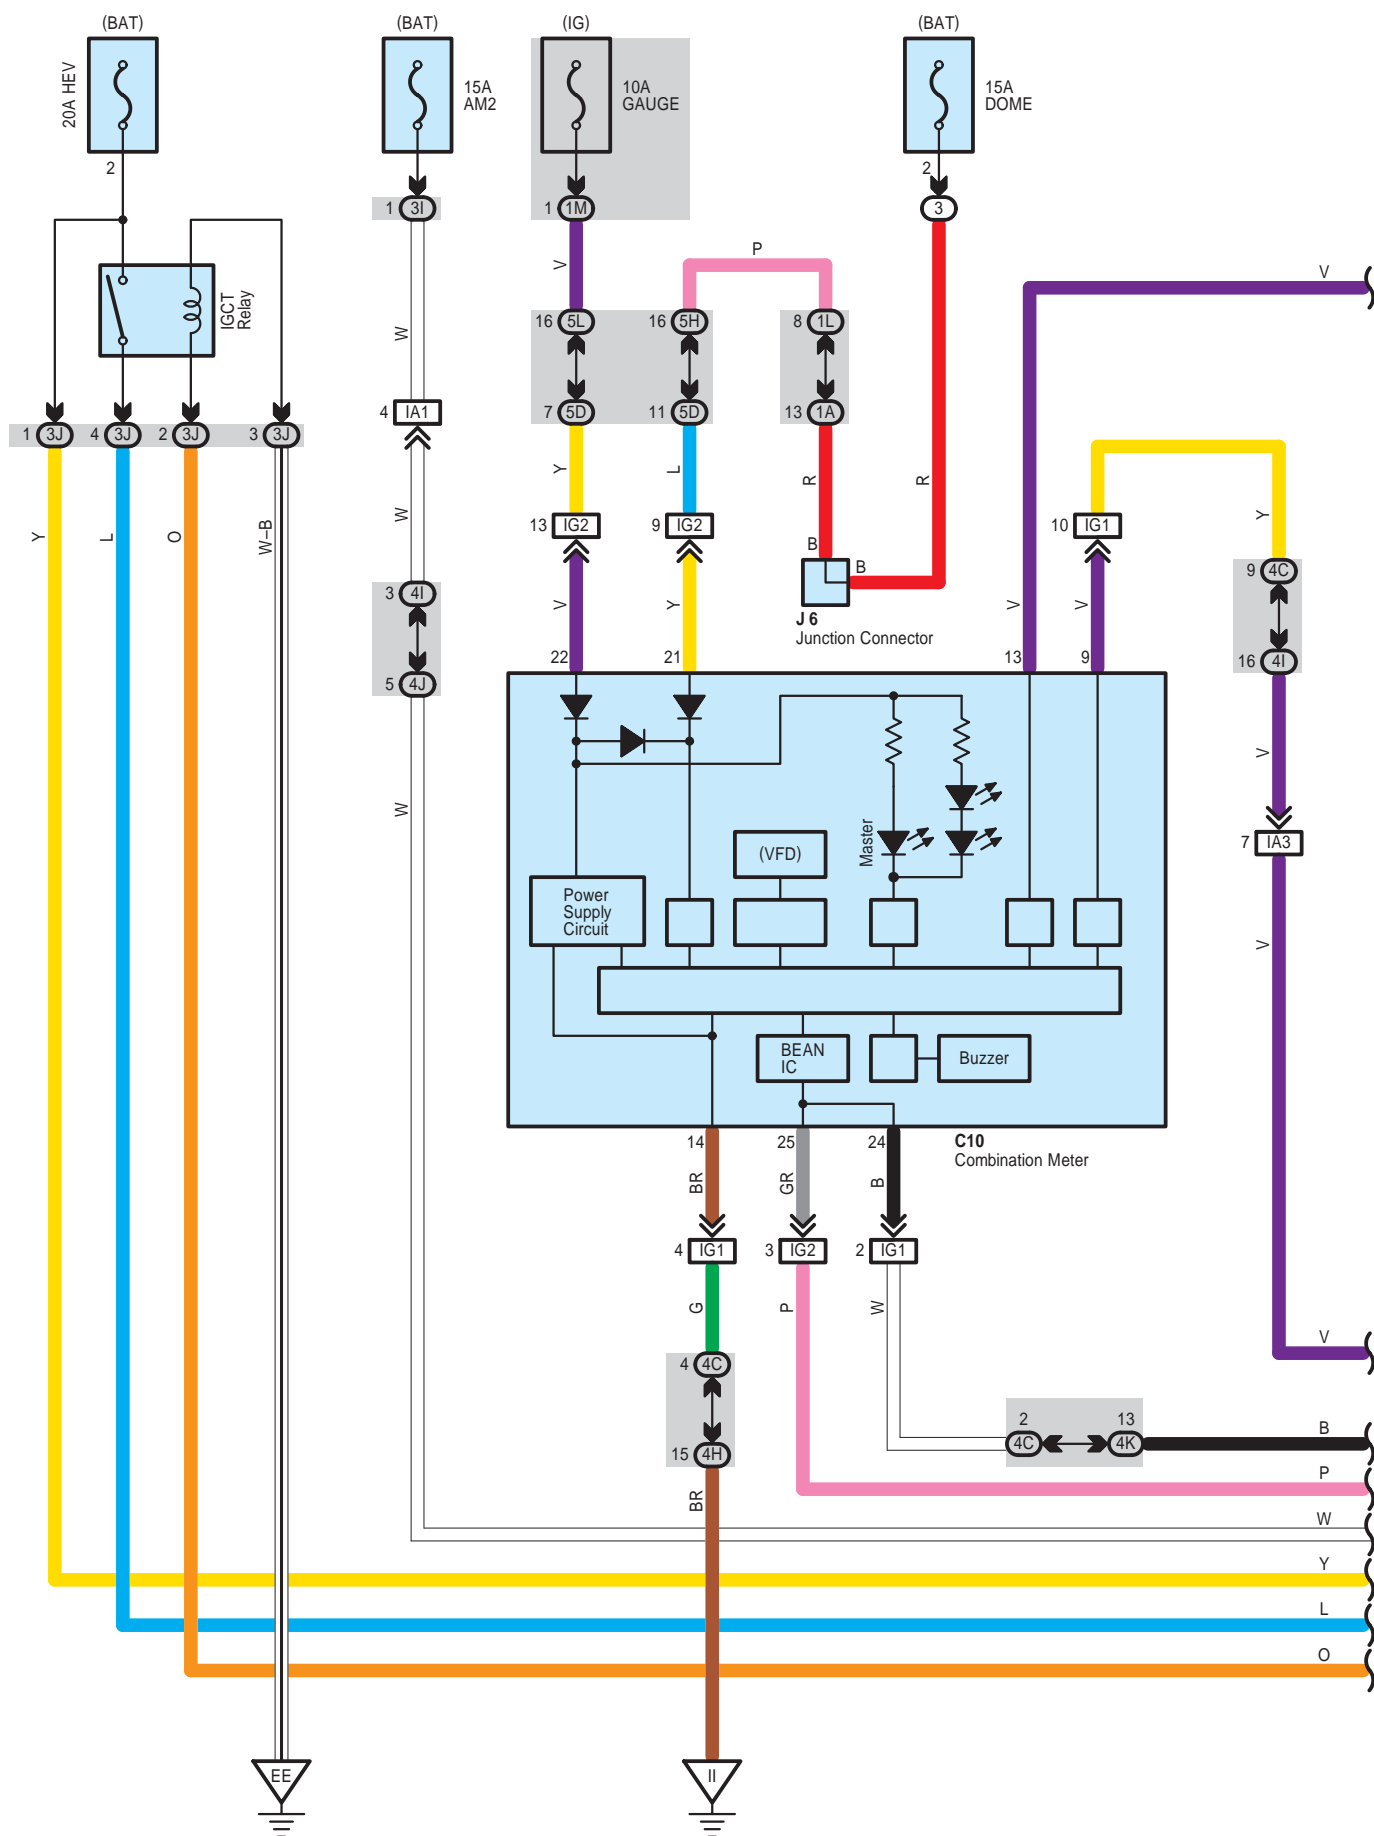 (BAT)
(BAT)
(IG)
(BAT)
20A HEV
15A
AM2
10A
GAUGE
15A
DOME
2
2
1 3I
1 1M
3
P
V
V
IGCT
Relay
16 5L
16 5H
8 1L
W
4 IA1
7 5D
11 5D
13 1A
1 3J
4 3J
2 3J
3 3J
Y
L
R
R
Y
L
O
W–B
W
13 IG2
9 IG2
10 IG1
Y
B
B
9 4C
3 4I
V
Y
J 6
Junction Connector
V
V
22
21
13
9
16 4I
5 4J
V
W
Master
(VFD)
7 IA3
Power
Supply
Circuit
V
BEAN
IC
Buzzer
14
25
24
C10
Combination Meter
BR
GR
B
4 IG1
3 IG2
2 IG1
G
P
W
V
4 4C
2
13
4C
4K
B
15 4H
P
BR
W
Y
L
O
EE
II